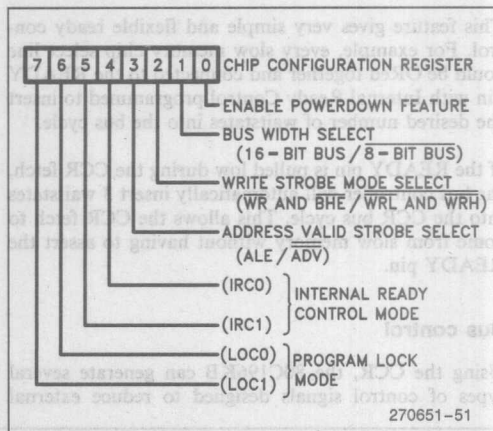 7 6 5 4 3 2 1 0 CHIP CONFIGURATION REGISTER
ENABLE POWERDOWN FEATURE
BUS WIDTH SELECT
(16-BIT BUS / 8-BIT BUS)
WRITE STROBE MODE SELECT
(WR AND BHE / WRL AND WRH)
ADDRESS VALID STROBE SELECT
(ALE / ADV)
(IRC0)
(IRC1)
INTERNAL READY
CONTROL MODE
(LOC0)
(LOC1)
PROGRAM LOCK
MODE
270651-51